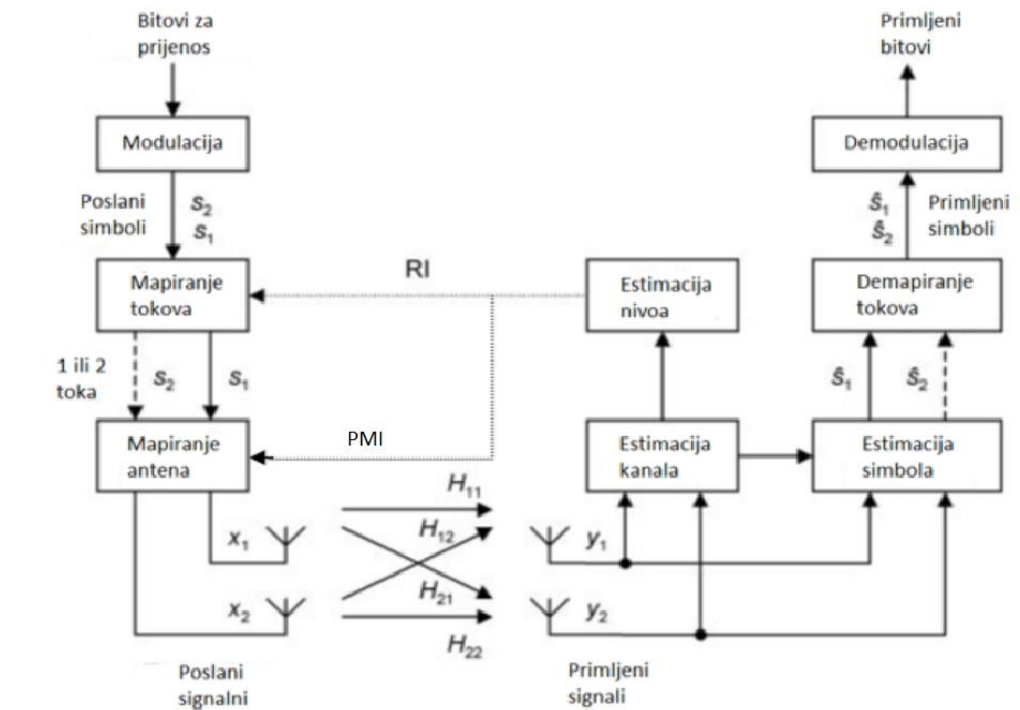 Bitovi za
prijenos
Modulacija
Poslani
simboli
S₂
S₁
Mapiranje
tokova
1 ili 2
toka
S₂
S₁
Mapiranje
antena
x₁
x₂
Poslani
signalni
RI
PMI
H₁₁
H₁₂
H₂₁
H₂₂
Estimacija
nivoa
Estimacija
kanala
y₁
y₂
Primljeni
signali
Primljeni
bitovi
Demodulacija
ŝ₁
ŝ₂
Primljeni
simboli
Demapiranje
tokova
ŝ₁
ŝ₂
Estimacija
simbola